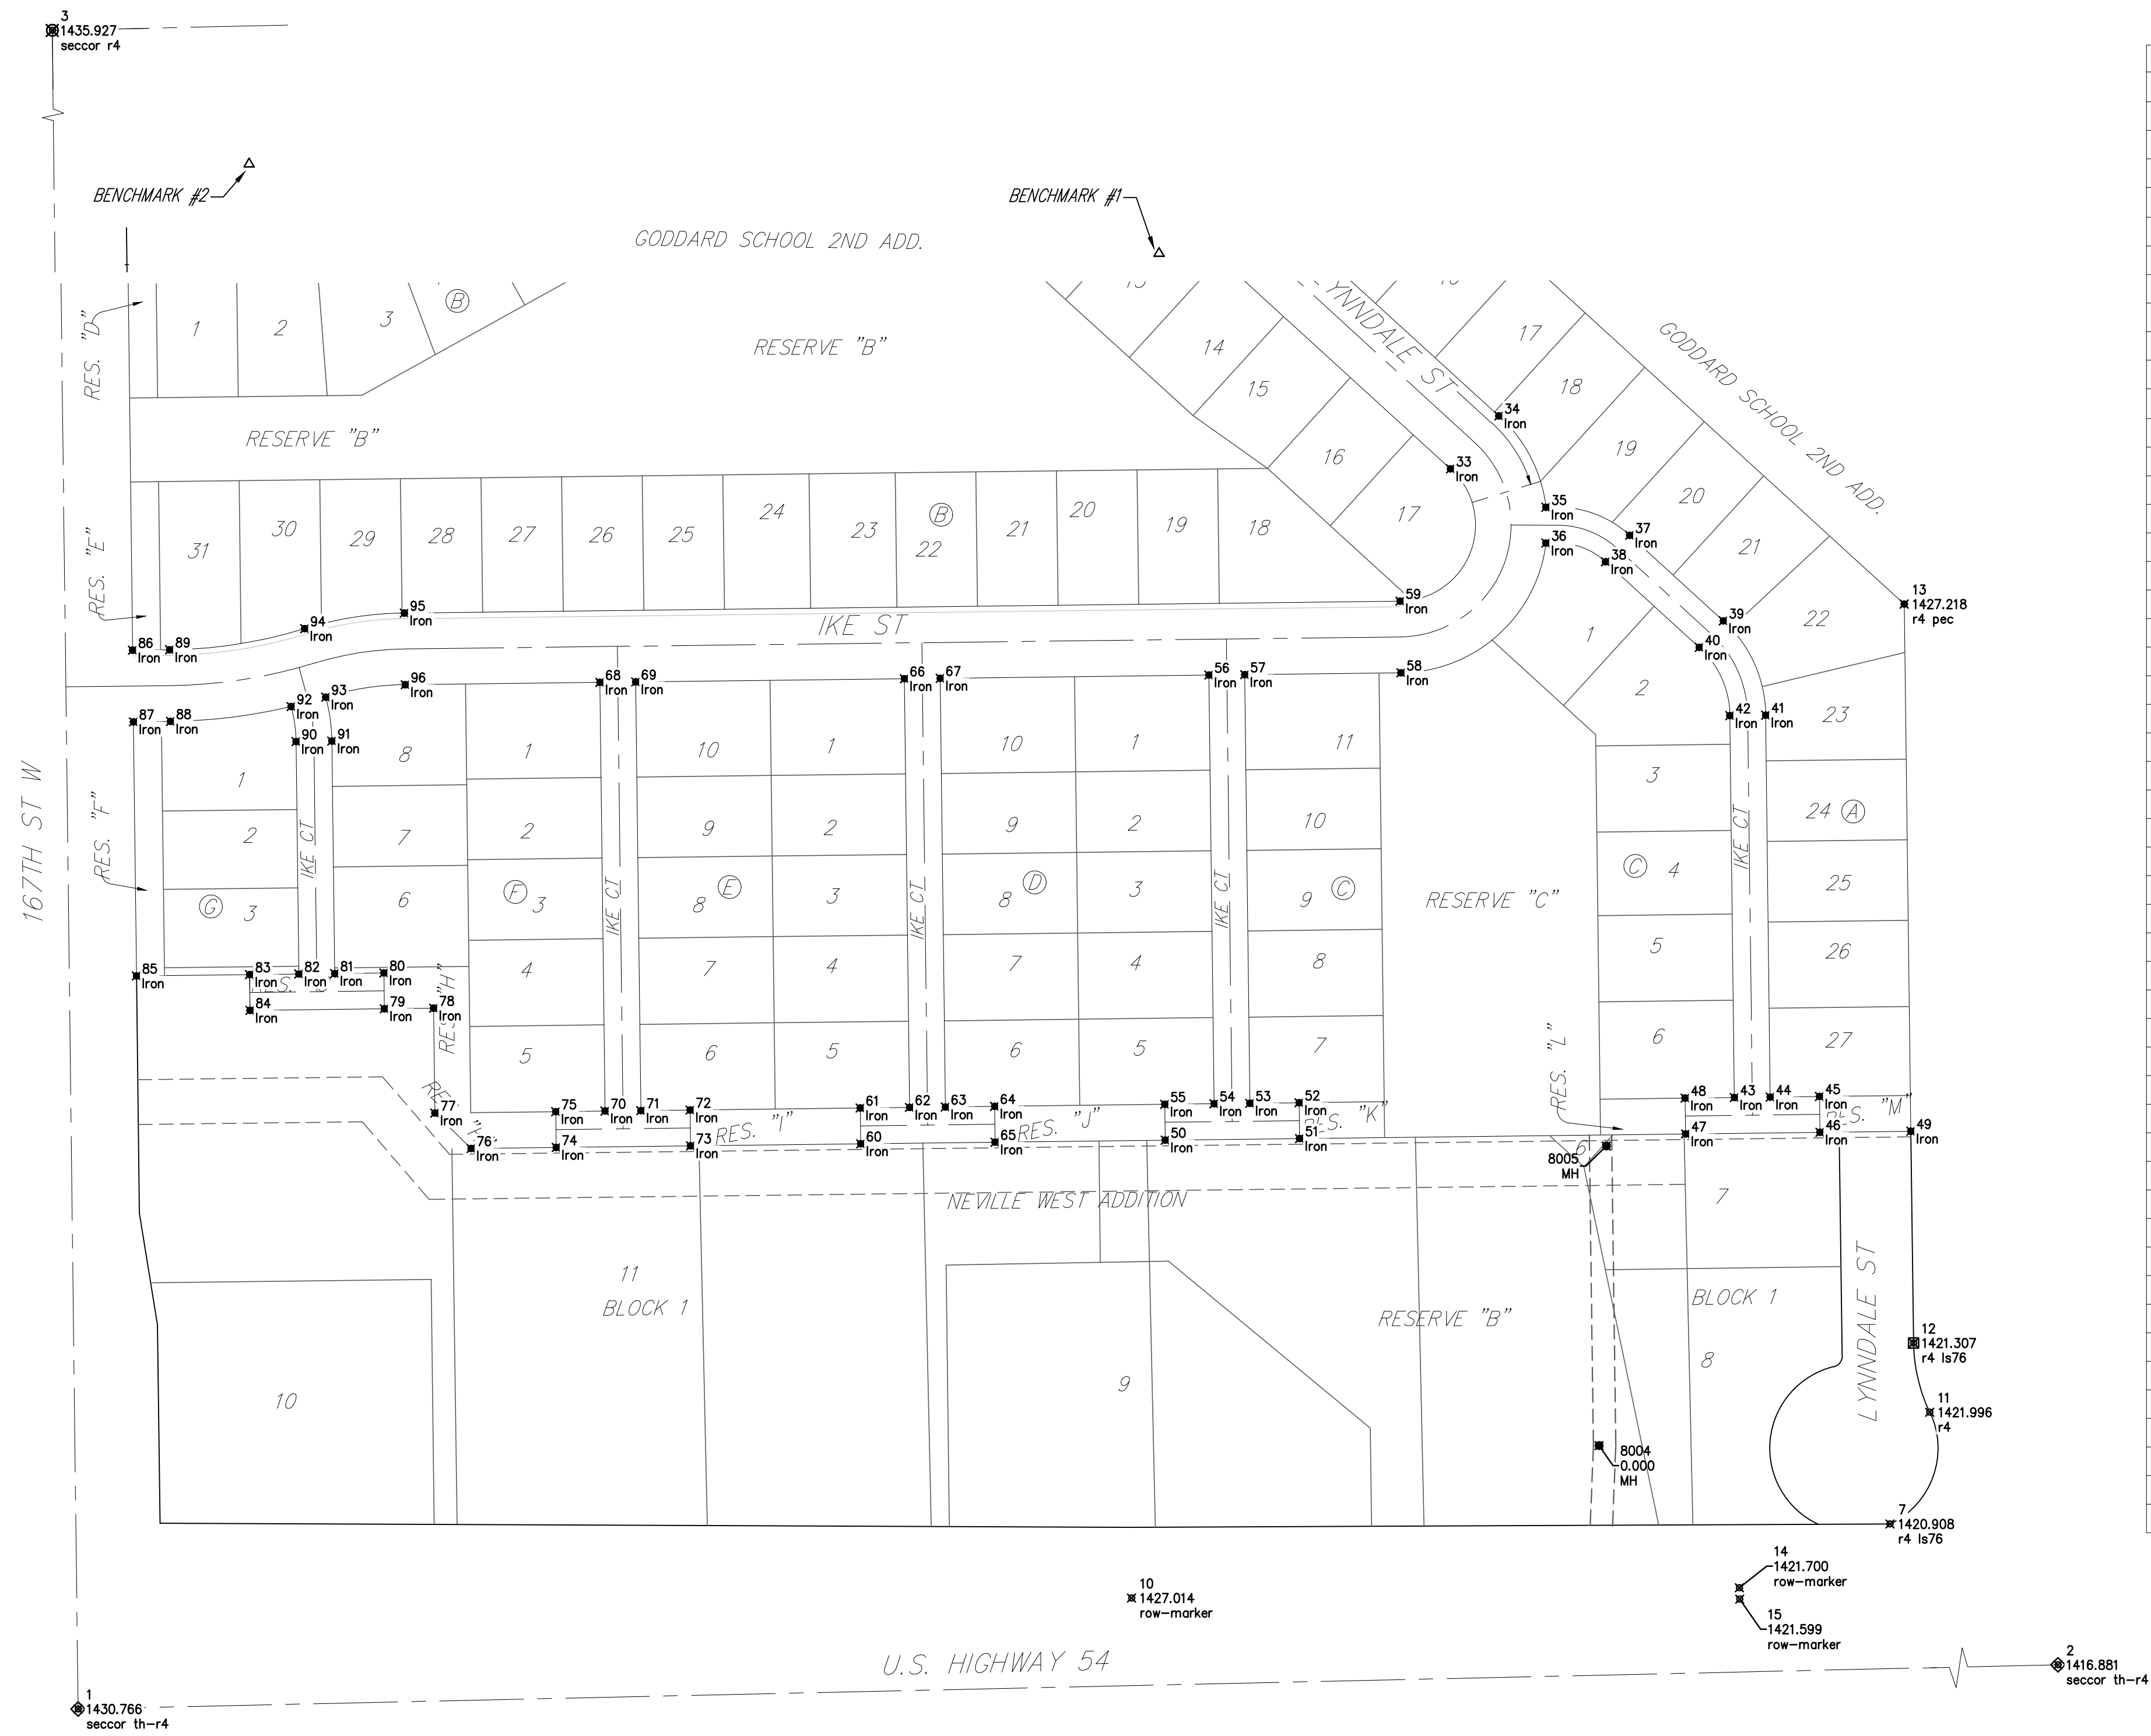 3
1435.927
seccor r4
BENCHMARK #2
BENCHMARK #1
GODDARD SCHOOL 2ND ADD.
RES. "D"
1
2
3
B
RESERVE "B"
14
15
16
17
YNNDALE ST
17
18
19
20
21
22
GODDARD SCHOOL 2ND ADD.
34
Iron
33
Iron
35
Iron
36
Iron
37
Iron
38
Iron
39
Iron
40
Iron
41
Iron
42
Iron
13
1427.218
r4 pec
RESERVE "B"
RES. "E"
31
30
29
28
27
26
25
24
23
B
22
21
20
19
18
59
Iron
86
Iron
89
Iron
94
Iron
95
Iron
IKE ST
87
Iron
88
Iron
92
Iron
93
Iron
96
Iron
90
Iron
91
Iron
68
Iron
69
Iron
66
Iron
67
Iron
56
Iron
57
Iron
58
Iron
167TH ST W
RES. "F"
1
2
G
3
IKE CT
8
7
6
1
2
F
3
4
5
IKE CT
10
9
8
E
7
6
1
2
3
4
5
IKE CT
10
9
8
D
7
6
1
2
3
4
5
IKE CT
11
10
9
C
8
7
RESERVE "C"
1
2
3
C
4
5
6
IKE CT
23
24
A
25
26
27
85
Iron
83
Iron
82
Iron
81
Iron
80
Iron
84
Iron
79
Iron
78
Iron
RES. "H"
77
Iron
76
Iron
75
Iron
74
Iron
70
Iron
71
Iron
72
Iron
73
Iron
RES. "I"
61
Iron
60
Iron
62
Iron
63
Iron
64
Iron
65
Iron
RES. "J"
55
Iron
50
Iron
54
Iron
53
Iron
52
Iron
51
Iron
RES. "K"
RES. "L"
48
Iron
47
Iron
43
Iron
44
Iron
45
Iron
46
Iron
RES. "M"
49
Iron
6
8005
MH
NEVILLE WEST ADDITION
7
11
BLOCK 1
10
9
RESERVE "B"
BLOCK 1
8
LYNNDALE ST
12
1421.307
r4 ls76
11
1421.996
r4
8004
0.000
MH
7
1420.908
r4 ls76
14
1421.700
row-marker
15
1421.599
row-marker
10
1427.014
row-marker
U.S. HIGHWAY 54
2
1416.881
seccor th-r4
1
1430.766
seccor th-r4